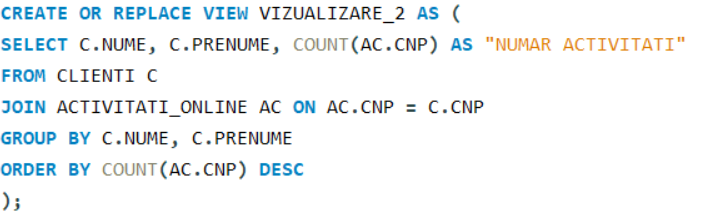 CREATE OR REPLACE VIEW VIZUALIZARE_2 AS (
SELECT C.NUME, C.PRENUME, COUNT(AC.CNP) AS "NUMAR ACTIVITATI"
FROM CLIENTI C
JOIN ACTIVITATI_ONLINE AC ON AC.CNP = C.CNP
GROUP BY C.NUME, C.PRENUME
ORDER BY COUNT(AC.CNP) DESC
);